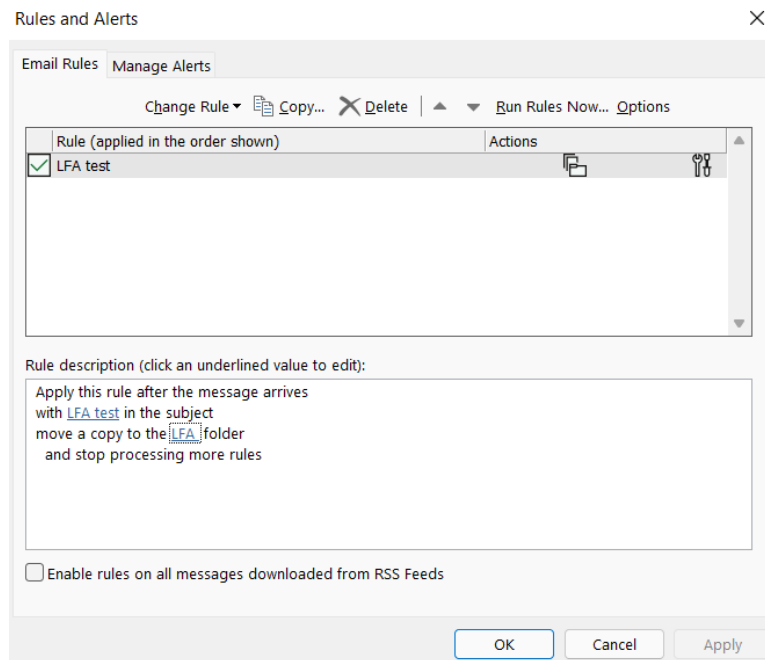 Rules and Alerts
Email Rules Manage Alerts
Change Rule Copy... Delete Run Rules Now... Options
Rule (applied in the order shown) Actions
LFA test
Rule description (click an underlined value to edit):
Apply this rule after the message arrives
with LFA test in the subject
move a copy to the LFA folder
and stop processing more rules
Enable rules on all messages downloaded from RSS Feeds
OK Cancel Apply